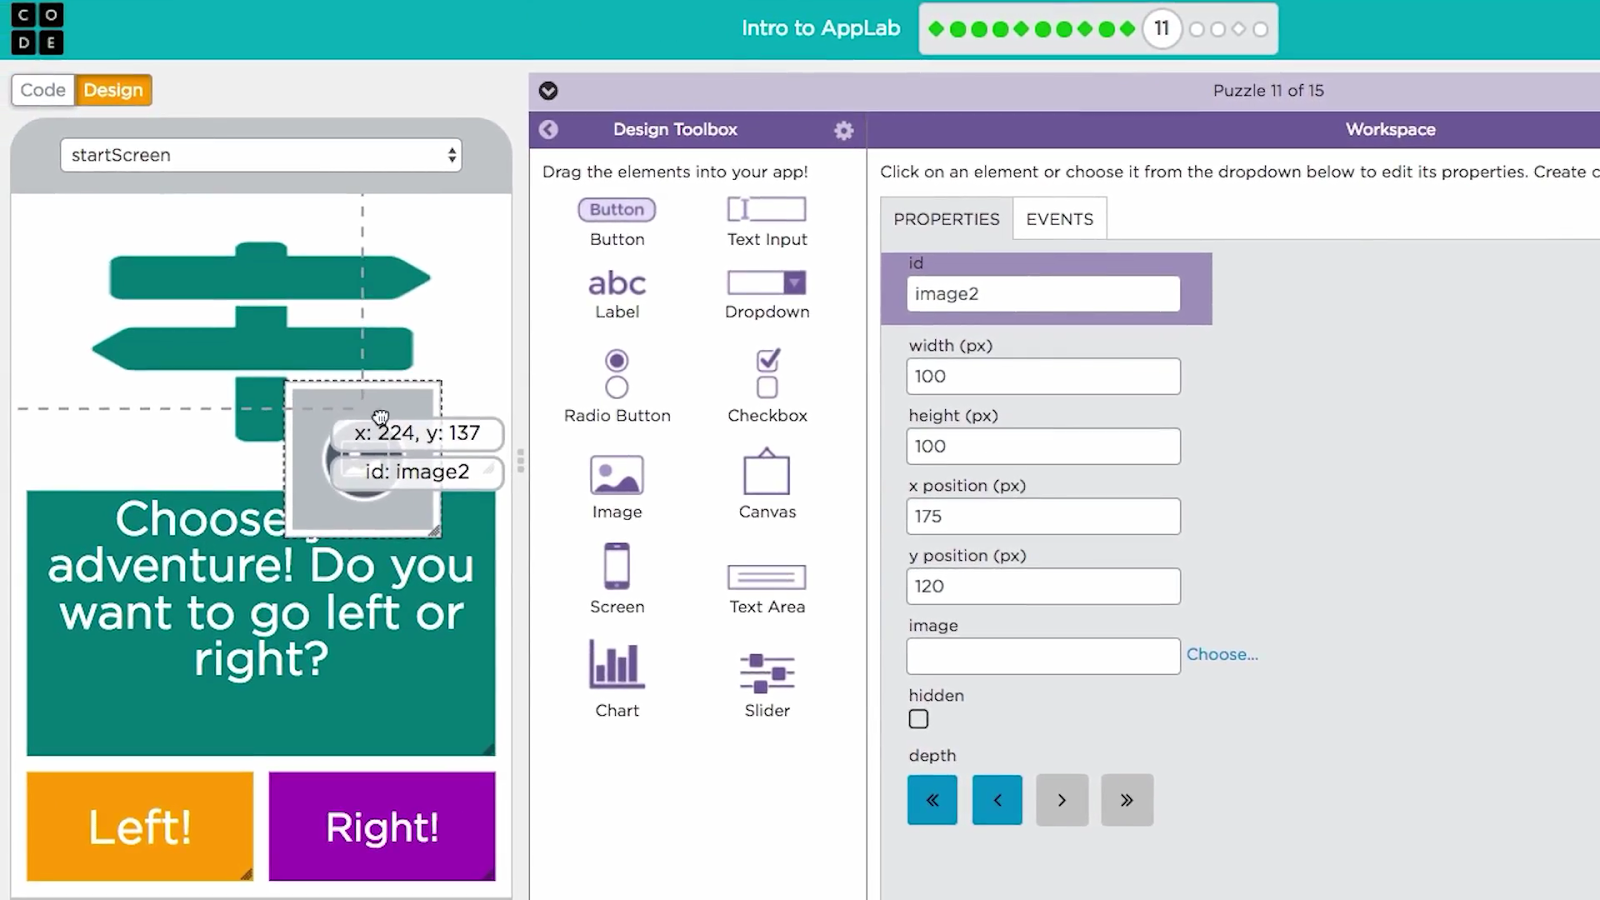 CO
DE
Intro to AppLab
11
Code
Design
Puzzle 11 of 15
Design Toolbox
Workspace
startScreen
Drag the elements into your app!
Click on an element or choose it from the dropdown below to edit its properties. Create
Button
Button
Text Input
abc
Label
Dropdown
Radio Button
Checkbox
Image
Canvas
Screen
Text Area
Chart
Slider
PROPERTIES
EVENTS
id
image2
width (px)
100
height (px)
100
x position (px)
175
y position (px)
120
image
Choose...
hidden
depth
x: 224, y: 137
id: image2
Choose
adventure! Do you
want to go left or
right?
Left!
Right!